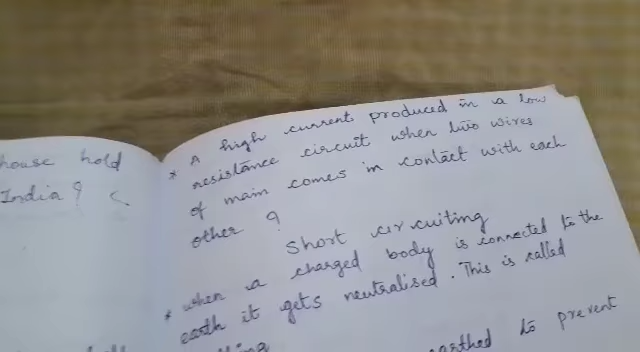 house hold
India ?
* A high current produced in a low
resistance circuit when two wires
of main comes in contact with each
other ?
Short circuiting
* when a charged body is connected to the
earth it gets neutralised. This is called
earthed to prevent